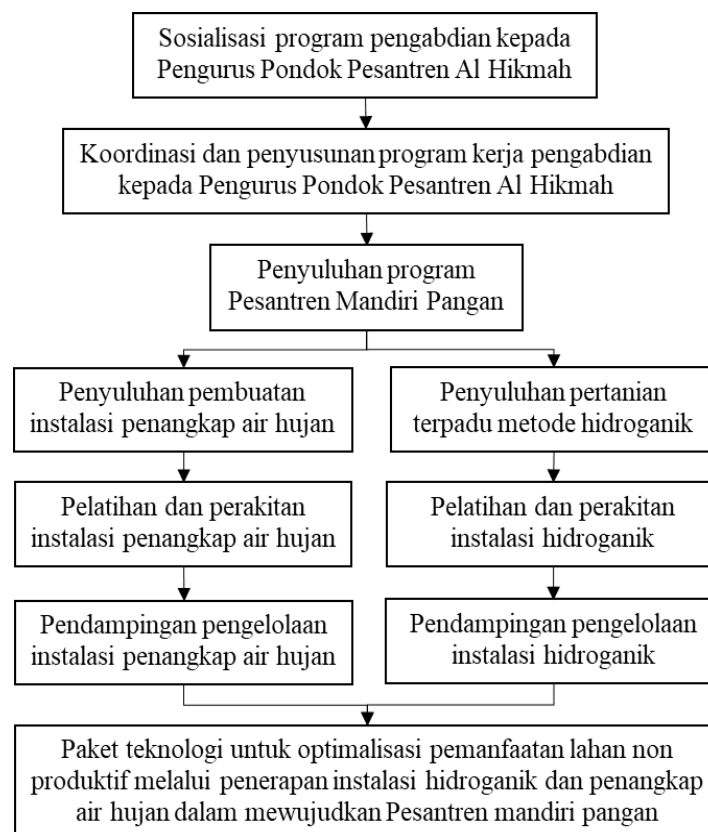 Sosialisasi program pengabdian kepada
Pengurus Pondok Pesantren Al Hikmah
Koordinasi dan penyusunan program kerja pengabdian
kepada Pengurus Pondok Pesantren Al Hikmah
Penyuluhan program
Pesantren Mandiri Pangan
Penyuluhan pembuatan
instalasi penangkap air hujan
Penyuluhan pertanian
terpadu metode hidroganik
Pelatihan dan perakitan
instalasi penangkap air hujan
Pelatihan dan perakitan
instalasi hidroganik
Pendampingan pengelolaan
instalasi penangkap air hujan
Pendampingan pengelolaan
instalasi hidroganik
Paket teknologi untuk optimalisasi pemanfaatan lahan non
produktif melalui penerapan instalasi hidroganik dan penangkap
air hujan dalam mewujudkan Pesantren mandiri pangan